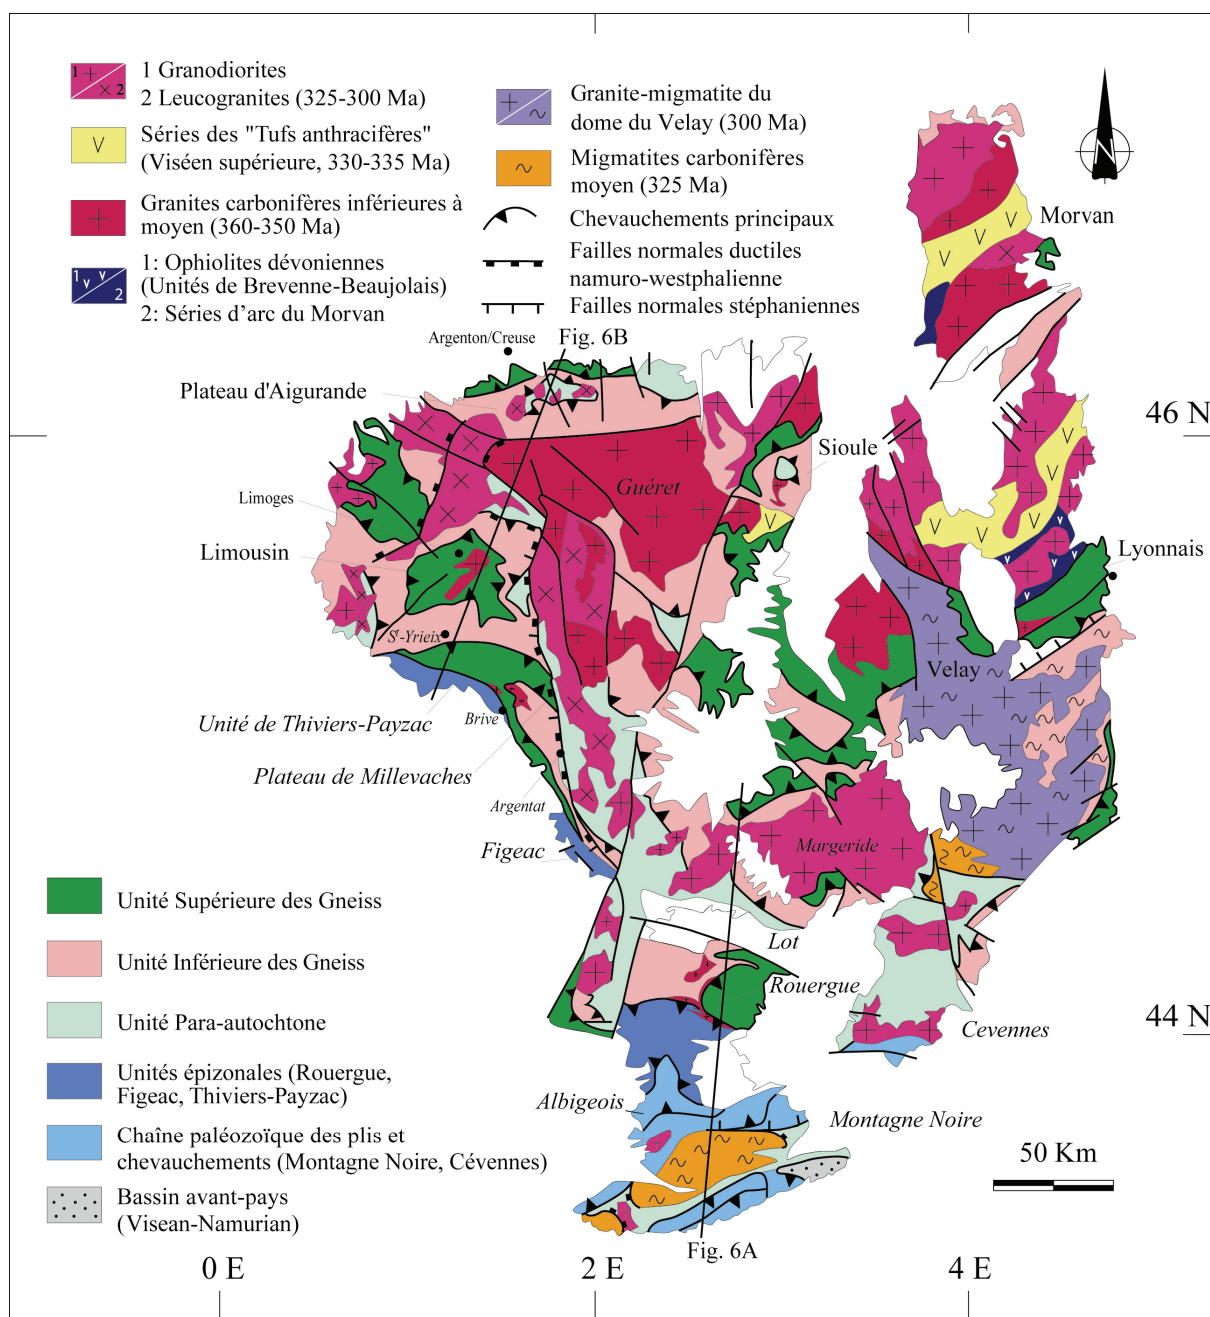 1 Granodiorites
1 2
2 Leucogranites (325-300 Ma)
Séries des "Tufs anthracifères"
(Viséen supérieure, 330-335 Ma)
Granites carbonifères inférieures à
moyen (360-350 Ma)
1: Ophiolites dévoniennes
1 2
(Unités de Brevenne-Beaujolais)
2: Séries d'arc du Morvan
Granite-migmatite du
dome du Velay (300 Ma)
Migmatites carbonifères
moyen (325 Ma)
Chevauchements principaux
Failles normales ductiles
namuro-westphalienne
Failles normales stéphaniennes
N
Morvan
Argenton/Creuse
Fig. 6B
Plateau d'Aigurande
46 N
Sioule
Guéret
Limoges
Limousin
Lyonnais
St-Yrieix
Velay
Unité de Thiviers-Payzac
Brive
Plateau de Millevaches
Argentat
Figeac
Margeride
Lot
Rouergue
Cevennes
44 N
Albigeois
Montagne Noire
Unité Supérieure des Gneiss
Unité Inférieure des Gneiss
Unité Para-autochtone
Unités épizonales (Rouergue,
Figeac, Thiviers-Payzac)
Chaîne paléozoïque des plis et
chevauchements (Montagne Noire, Cévennes)
Bassin avant-pays
(Visean-Namurian)
50 Km
Fig. 6A
0 E
2 E
4 E